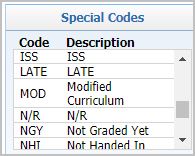 Special Codes
Code Description
ISS ISS
LATE LATE
MOD Modified
Curriculum
N/R N/R
NGY Not Graded Yet
NHI Not Handed In